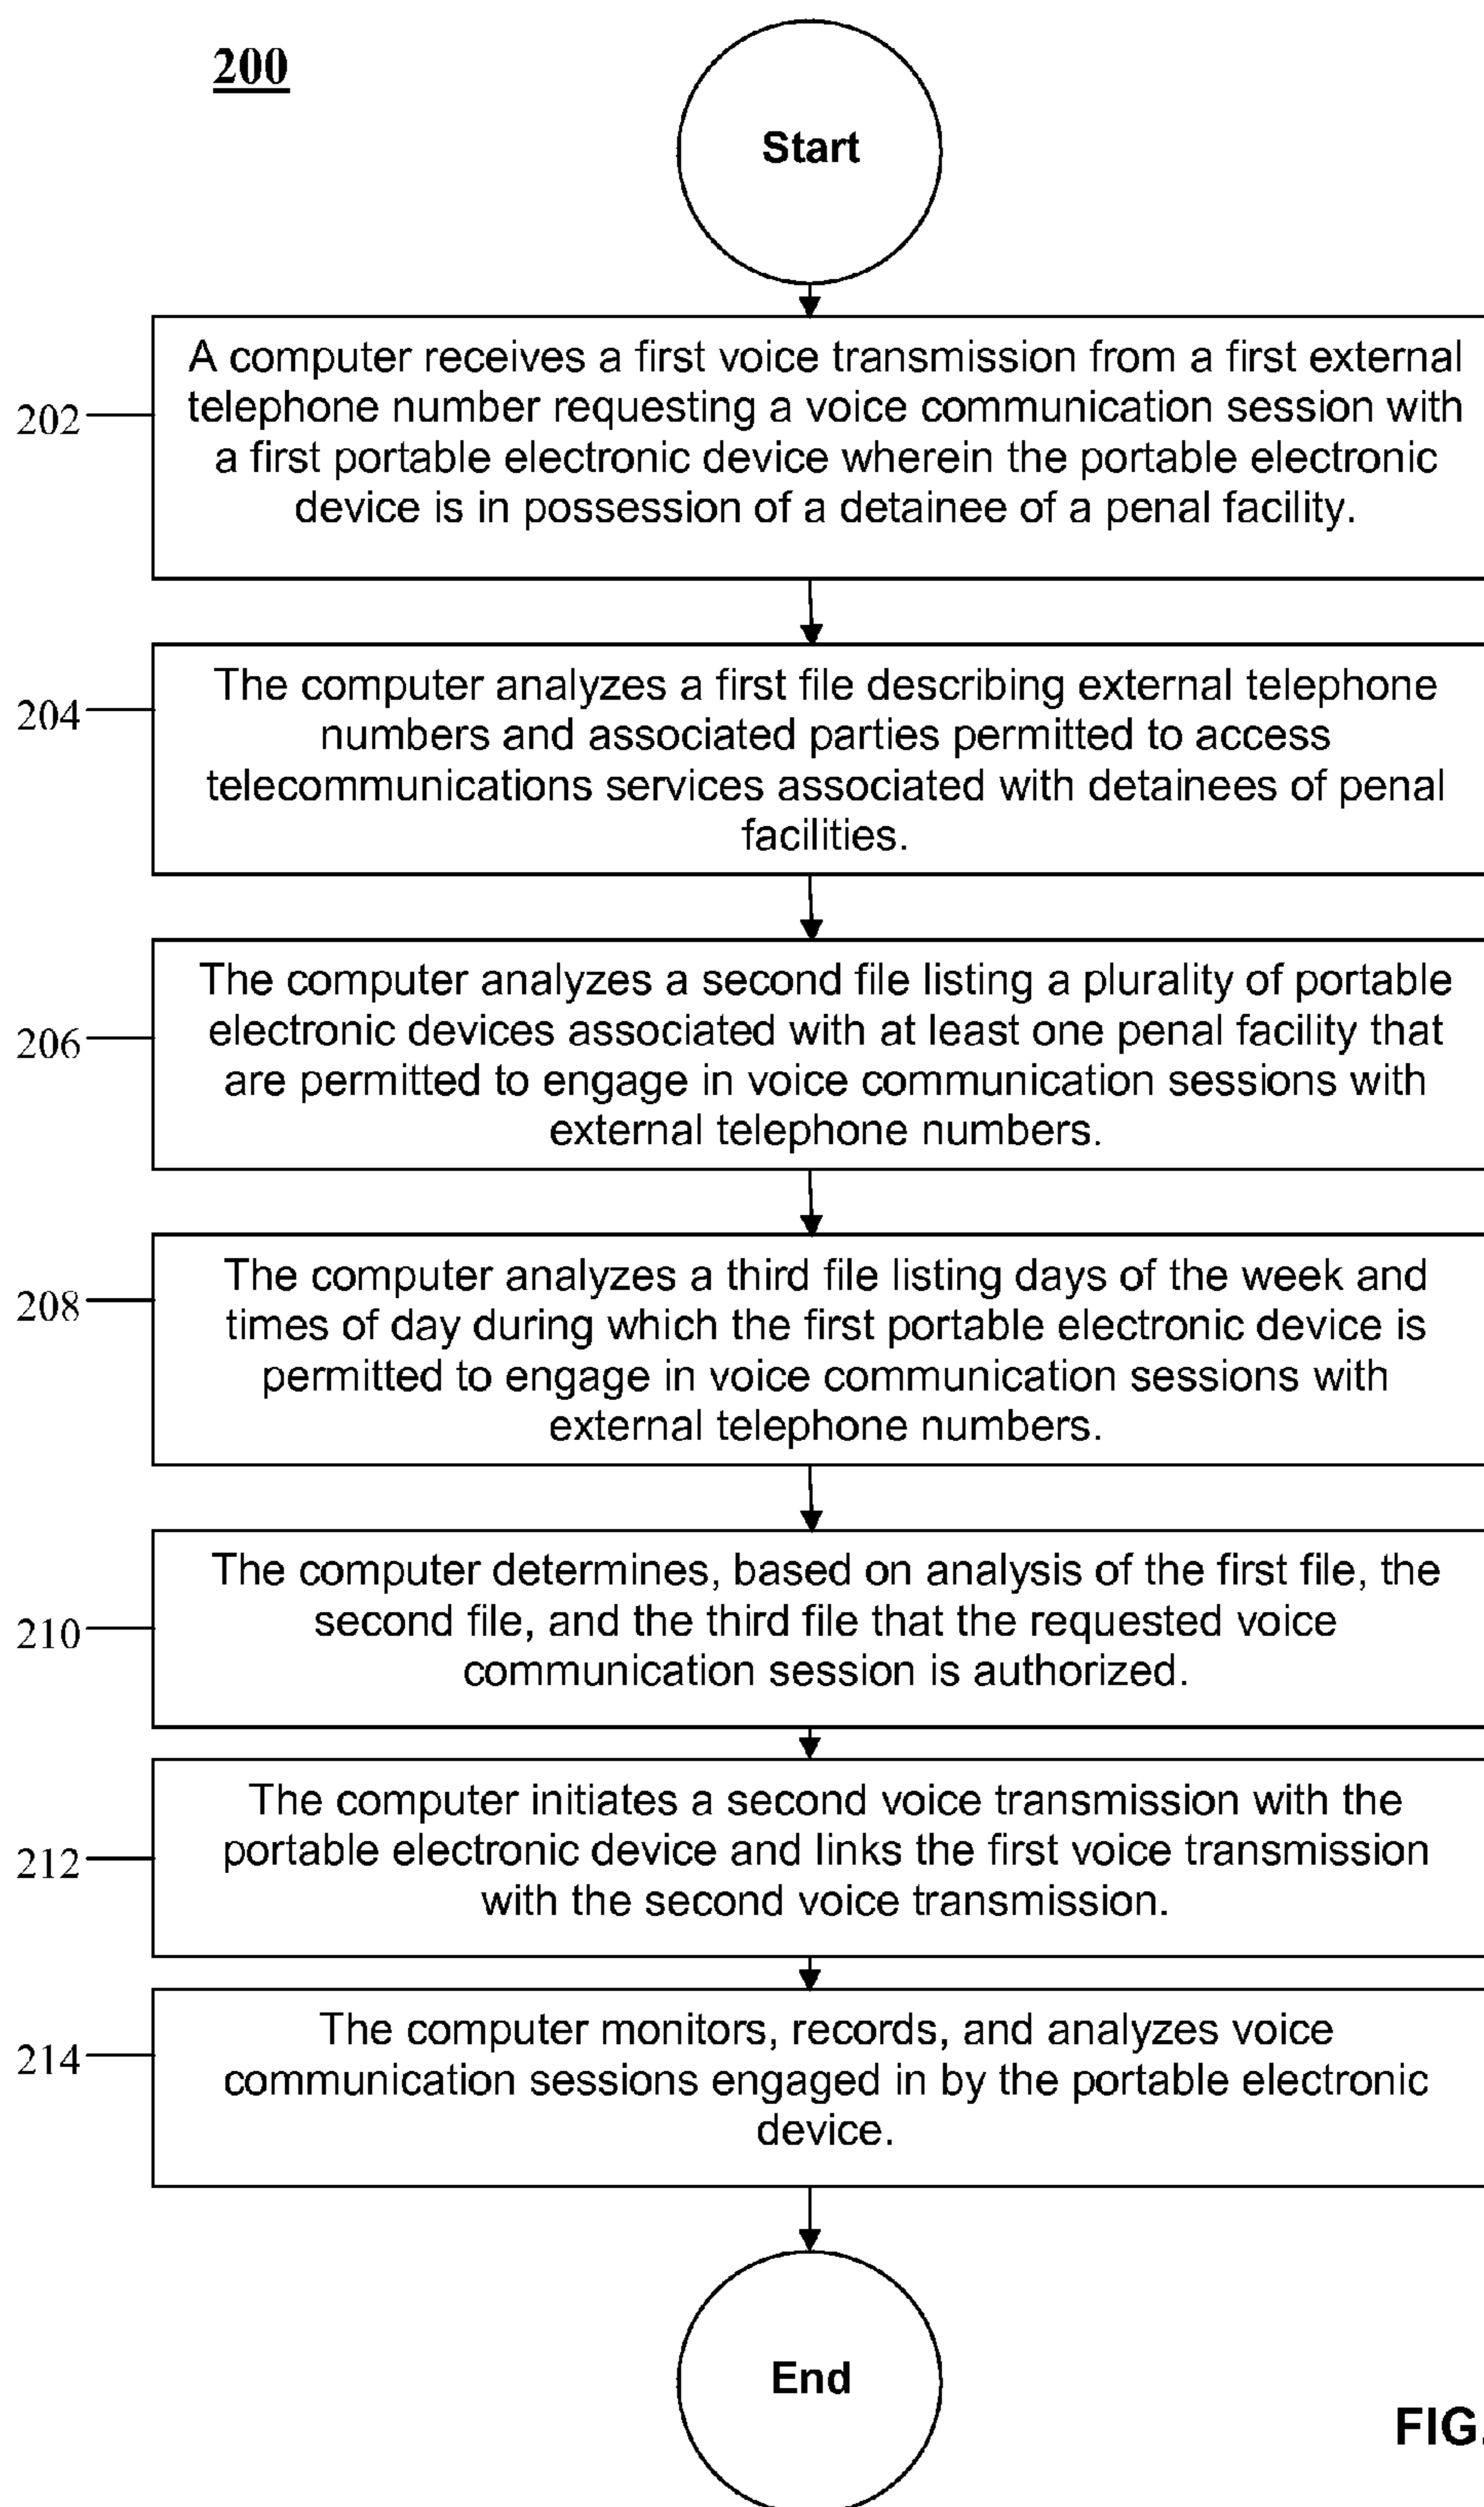 200
Start
202
A computer receives a first voice transmission from a first external
telephone number requesting a voice communication session with
a first portable electronic device wherein the portable electronic
device is in possession of a detainee of a penal facility.
204
The computer analyzes a first file describing external telephone
numbers and associated parties permitted to access
telecommunications services associated with detainees of penal
facilities.
206
The computer analyzes a second file listing a plurality of portable
electronic devices associated with at least one penal facility that
are permitted to engage in voice communication sessions with
external telephone numbers.
208
The computer analyzes a third file listing days of the week and
times of day during which the first portable electronic device is
permitted to engage in voice communication sessions with
external telephone numbers.
210
The computer determines, based on analysis of the first file, the
second file, and the third file that the requested voice
communication session is authorized.
212
The computer initiates a second voice transmission with the
portable electronic device and links the first voice transmission
with the second voice transmission.
214
The computer monitors, records, and analyzes voice
communication sessions engaged in by the portable electronic
device.
End
FIG.